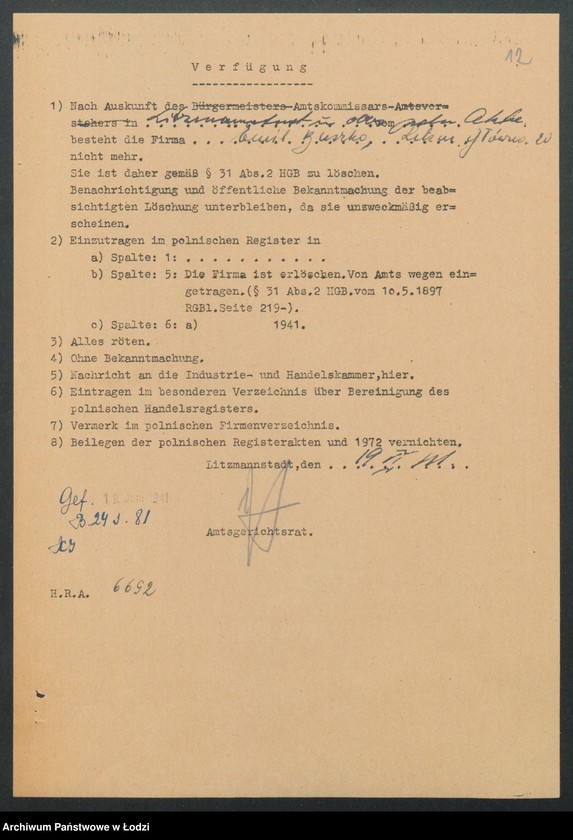 12
Verfügung
1) Nach Auskunft des Bürgermeisters-Amtskommissars-Amtsvor=
stehers in Litzmannstadt vom
besteht die Firma . . . 20
nicht mehr.
Sie ist daher gemäß § 31 Abs.2 HGB zu löschen.
Benachrichtigung und öffentliche Bekanntmachung der beab=
sichtigten Löschung unterbleiben, da sie unzweckmäßig er=
scheinen.
2) Einzutragen im polnischen Register in
a) Spalte: 1: . . . . . . . . . . . .
b) Spalte: 5: Die Firma ist erlöschen.Von Amts wegen ein=
getragen.(§ 31 Abs.2 HGB.vom 10.5.1897
RGBl.Seite 219-).
c) Spalte: 6: a) 1941.
3) Alles röten.
4) Ohne Bekanntmachung.
5) Nachricht an die Industrie- und Handelskammer,hier.
6) Eintragen im besonderen Verzeichnis über Bereinigung des
polnischen Handelsregisters.
7) Vermerk im polnischen Firmenverzeichnis.
8) Beilegen der polnischen Registerakten und 1972 vernichten.
Litzmannstadt,den . . 19.
Gef.
Amtsgerichtsrat.
H.R.A. 6692
Archiwum Państwowe w Łodzi